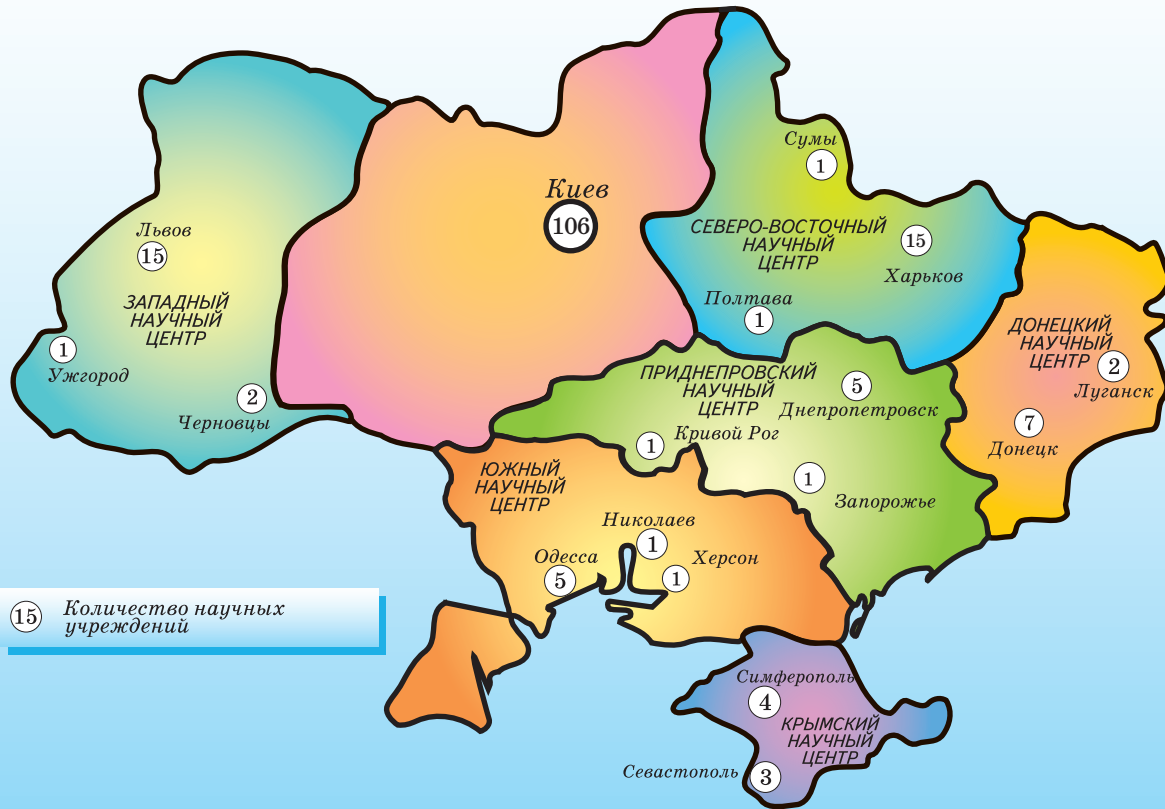 Сумы
1
Киев
106
СЕВЕРО-ВОСТОЧНЫЙ
НАУЧНЫЙ
ЦЕНТР
15
Харьков
Полтава
1
Львов
15
ЗАПАДНЫЙ
НАУЧНЫЙ
ЦЕНТР
1
Ужгород
2
Черновцы
ДОНЕЦКИЙ
НАУЧНЫЙ
ЦЕНТР
2
Луганск
7
Донецк
ПРИДНЕПРОВСКИЙ
НАУЧНЫЙ
ЦЕНТР
5
Днепропетровск
1
Кривой Рог
1
Запорожье
ЮЖНЫЙ
НАУЧНЫЙ
ЦЕНТР
Николаев
1
Одесса
5
Херсон
1
15
Количество научных
учреждений
Симферополь
4
КРЫМСКИЙ
НАУЧНЫЙ
ЦЕНТР
Севастополь
3